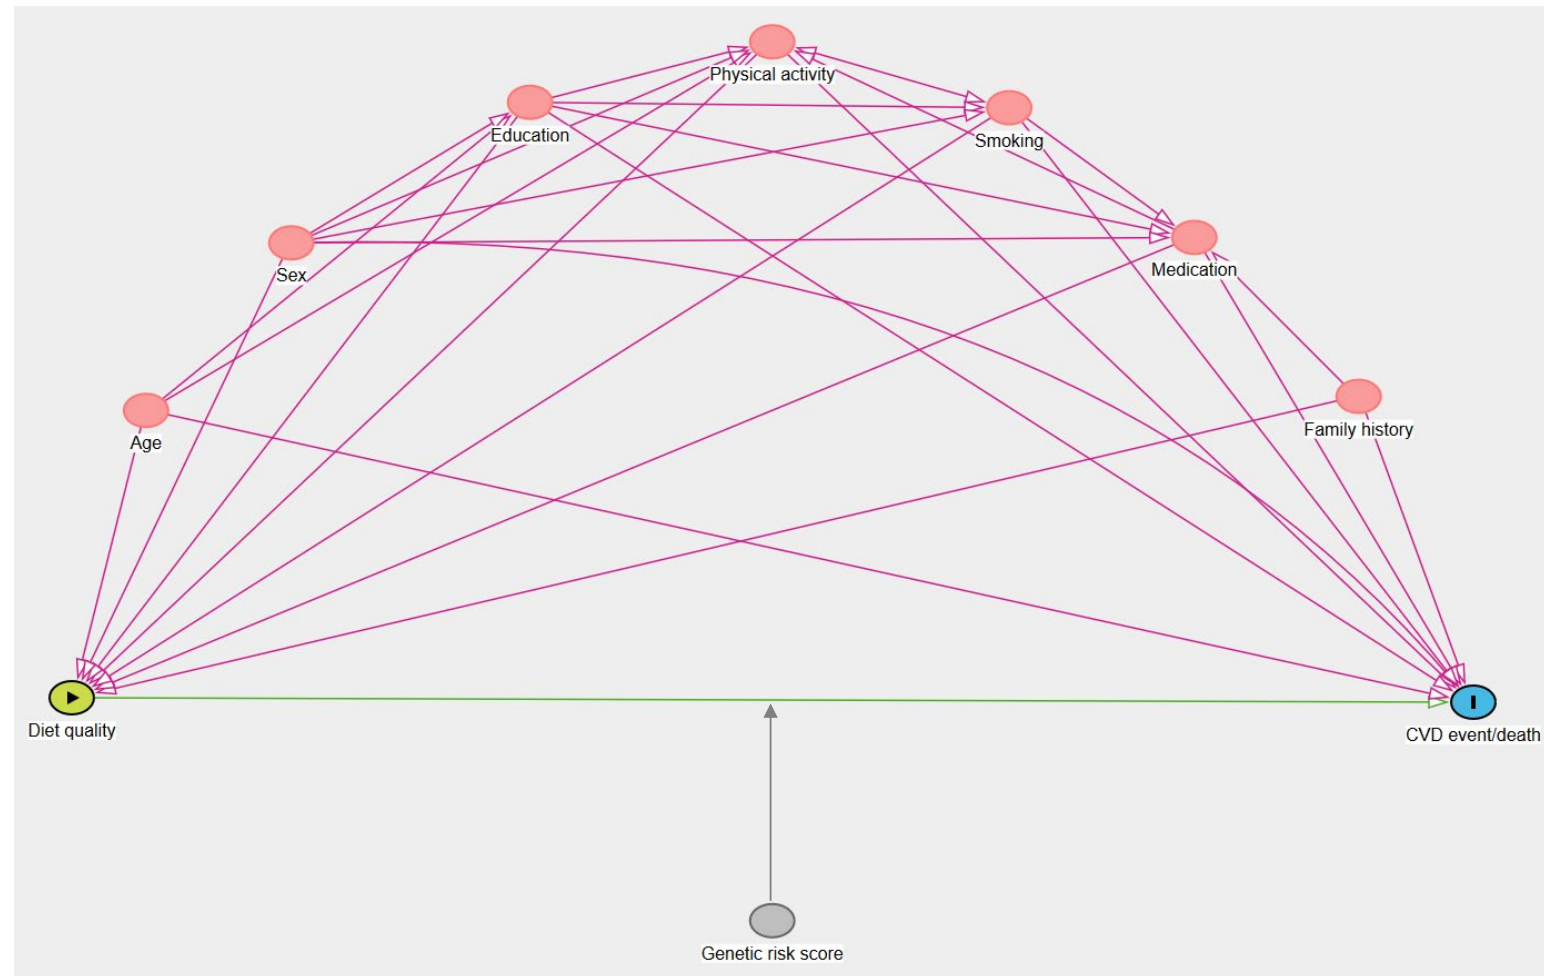 Physical activity
Education
Smoking
Sex
Medication
Age
Family history
Diet quality
CVD event/death
Genetic risk score